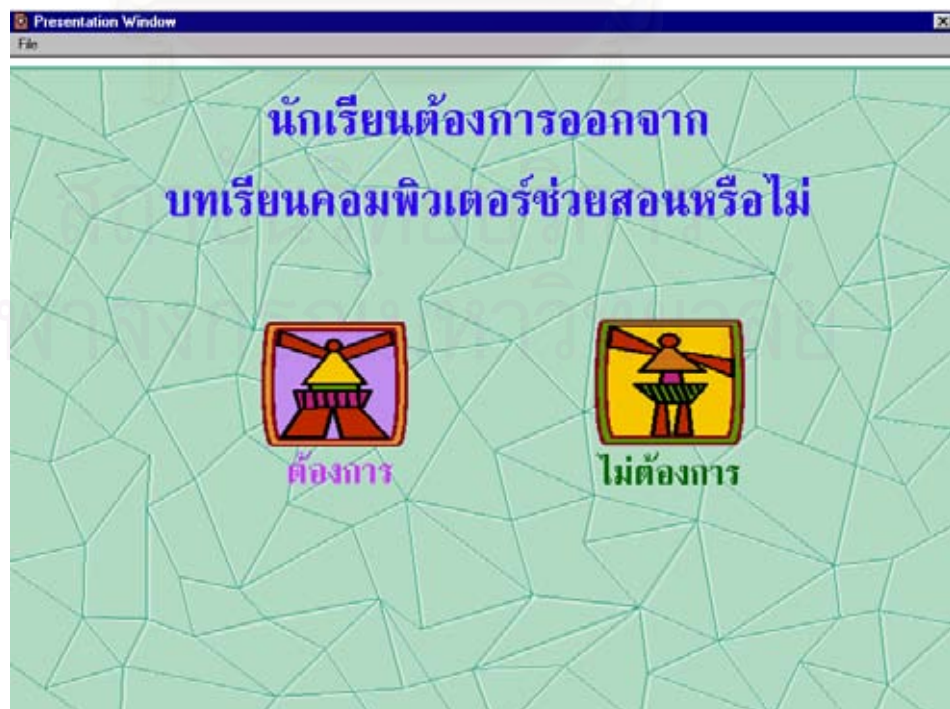 Presentation Window
File
นักเรียนต้องการออกจาก
บทเรียนคอมพิวเตอร์ช่วยสอนหรือไม่
ต้องการ
ไม่ต้องการ